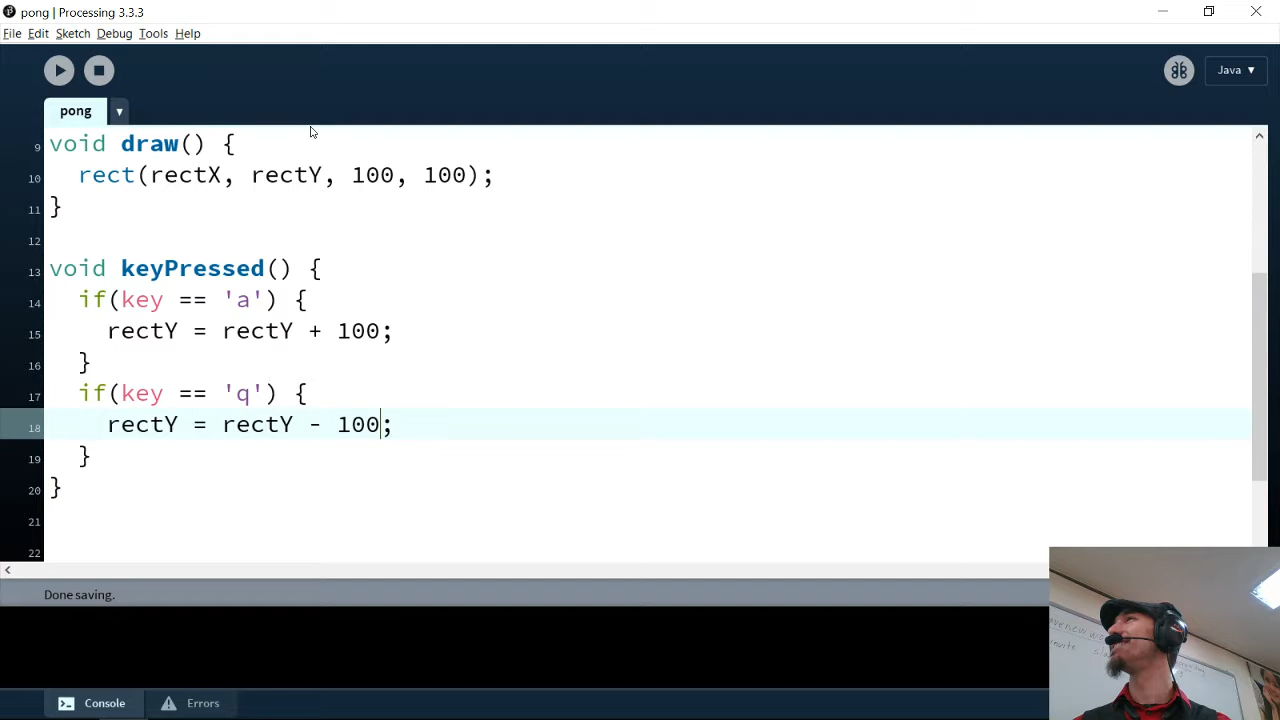 pong | Processing 3.3.3
File Edit Sketch Debug Tools Help
Java ▼
pong ▼
9 void draw() {
10 rect(rectX, rectY, 100, 100);
11 }
12
13 void keyPressed() {
14 if(key == 'a') {
15 rectY = rectY + 100;
16 }
17 if(key == 'q') {
18 rectY = rectY - 100;
19 }
20 }
21
22
Done saving.
Console Errors